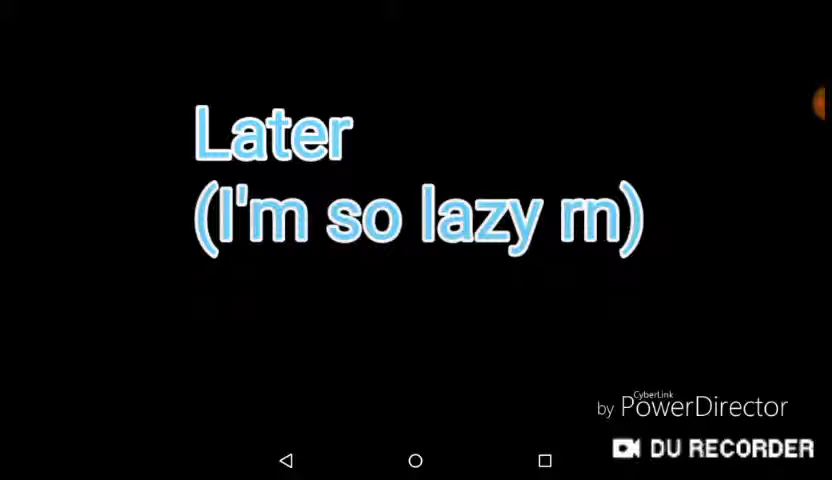 Later
(I'm so lazy rn)
CyberLink
by PowerDirector
DU RECORDER